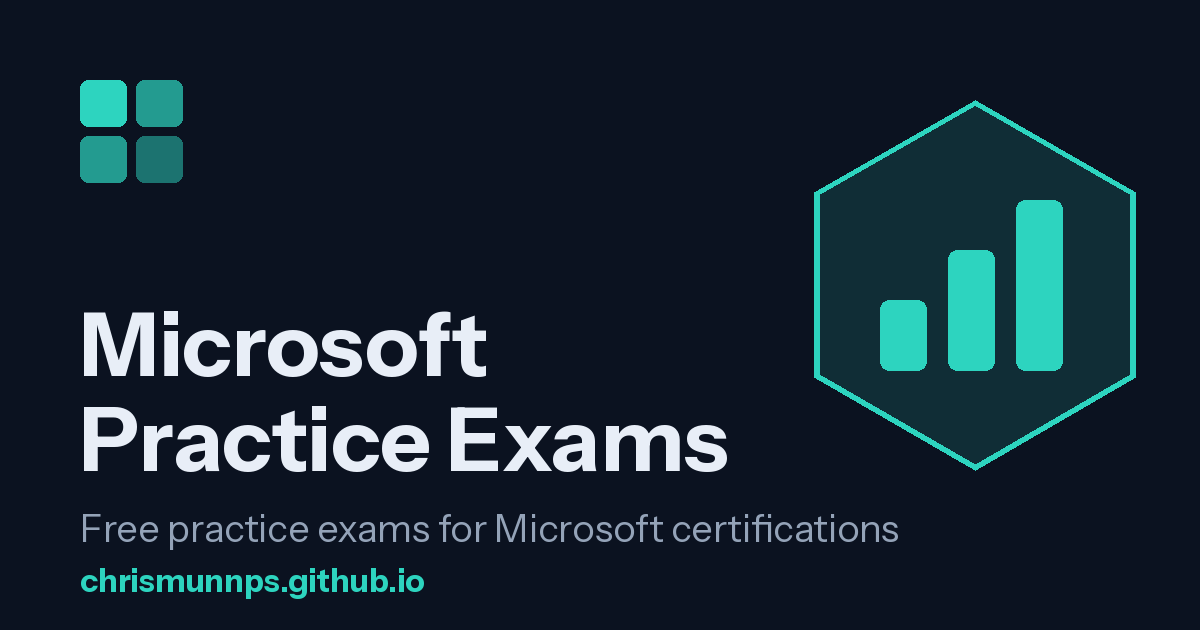 Microsoft
Practice Exams
Free practice exams for Microsoft certifications
chrismunnps.github.io